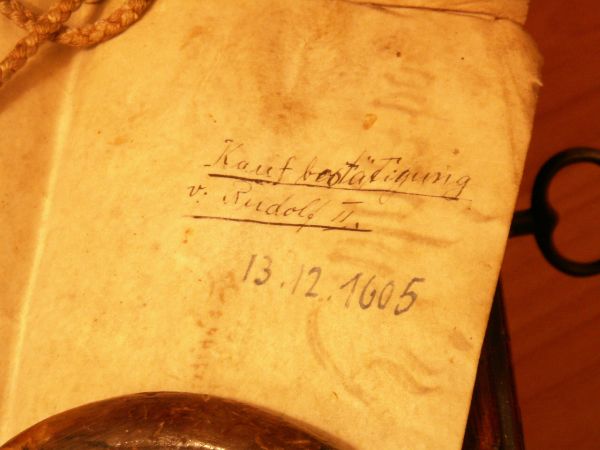 Kaufbestätigung
v. Rudolf II.
13.12.1605